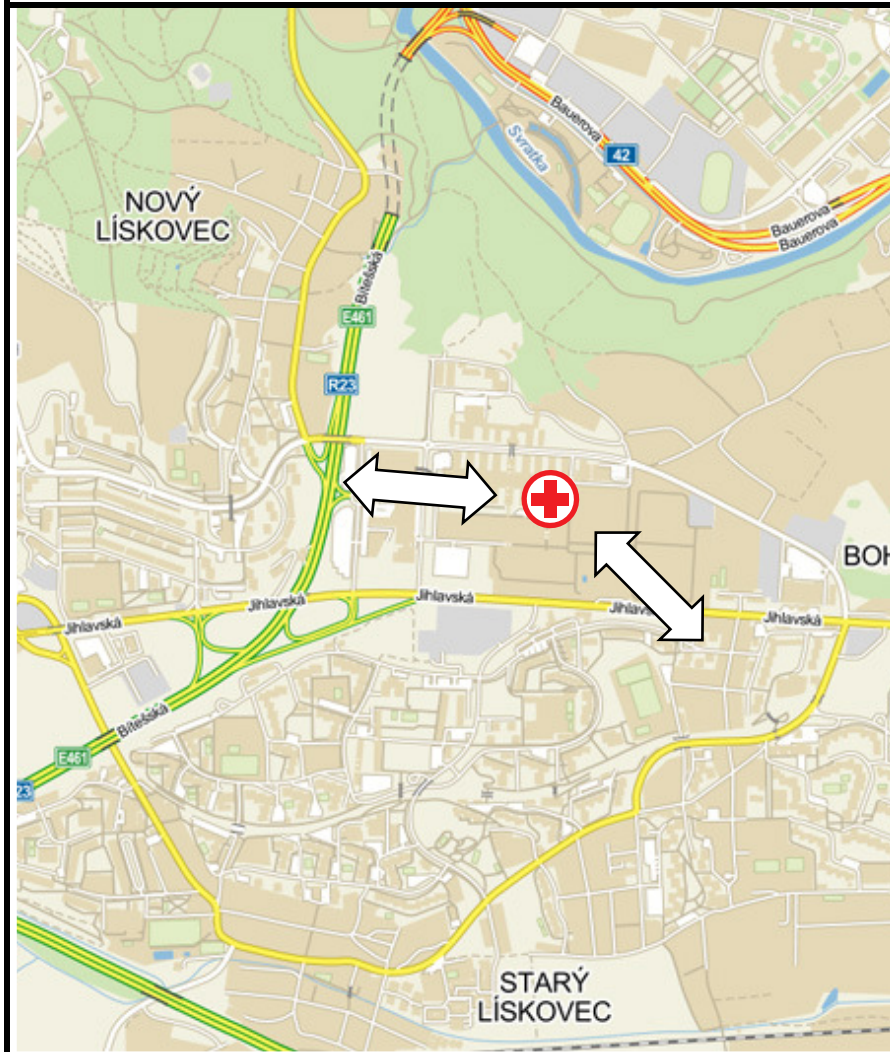 Bauerova
Svratka
42
NOVÝ
LÍSKOVEC
Bauerova
Bauerova
Bítešská
E461
R23
BOH
Jihlavská
Jihlavská
Jihlavská
Jihlavs
Jihlavská
Bítešská
E461
23
STARÝ
LÍSKOVEC